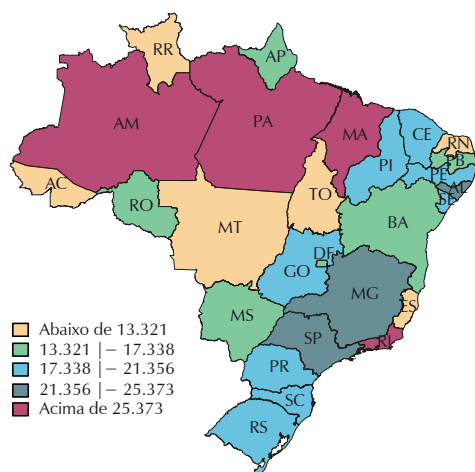 RR
AP
AM
PA
MA
CE
RN
PB
PI
PE
AL
SE
AC
TO
RO
MT
BA
DF
GO
MG
ES
MS
SP
RJ
PR
SC
RS
Abaixo de 13.321
13.321 |− 17.338
17.338 |− 21.356
21.356 |− 25.373
Acima de 25.373